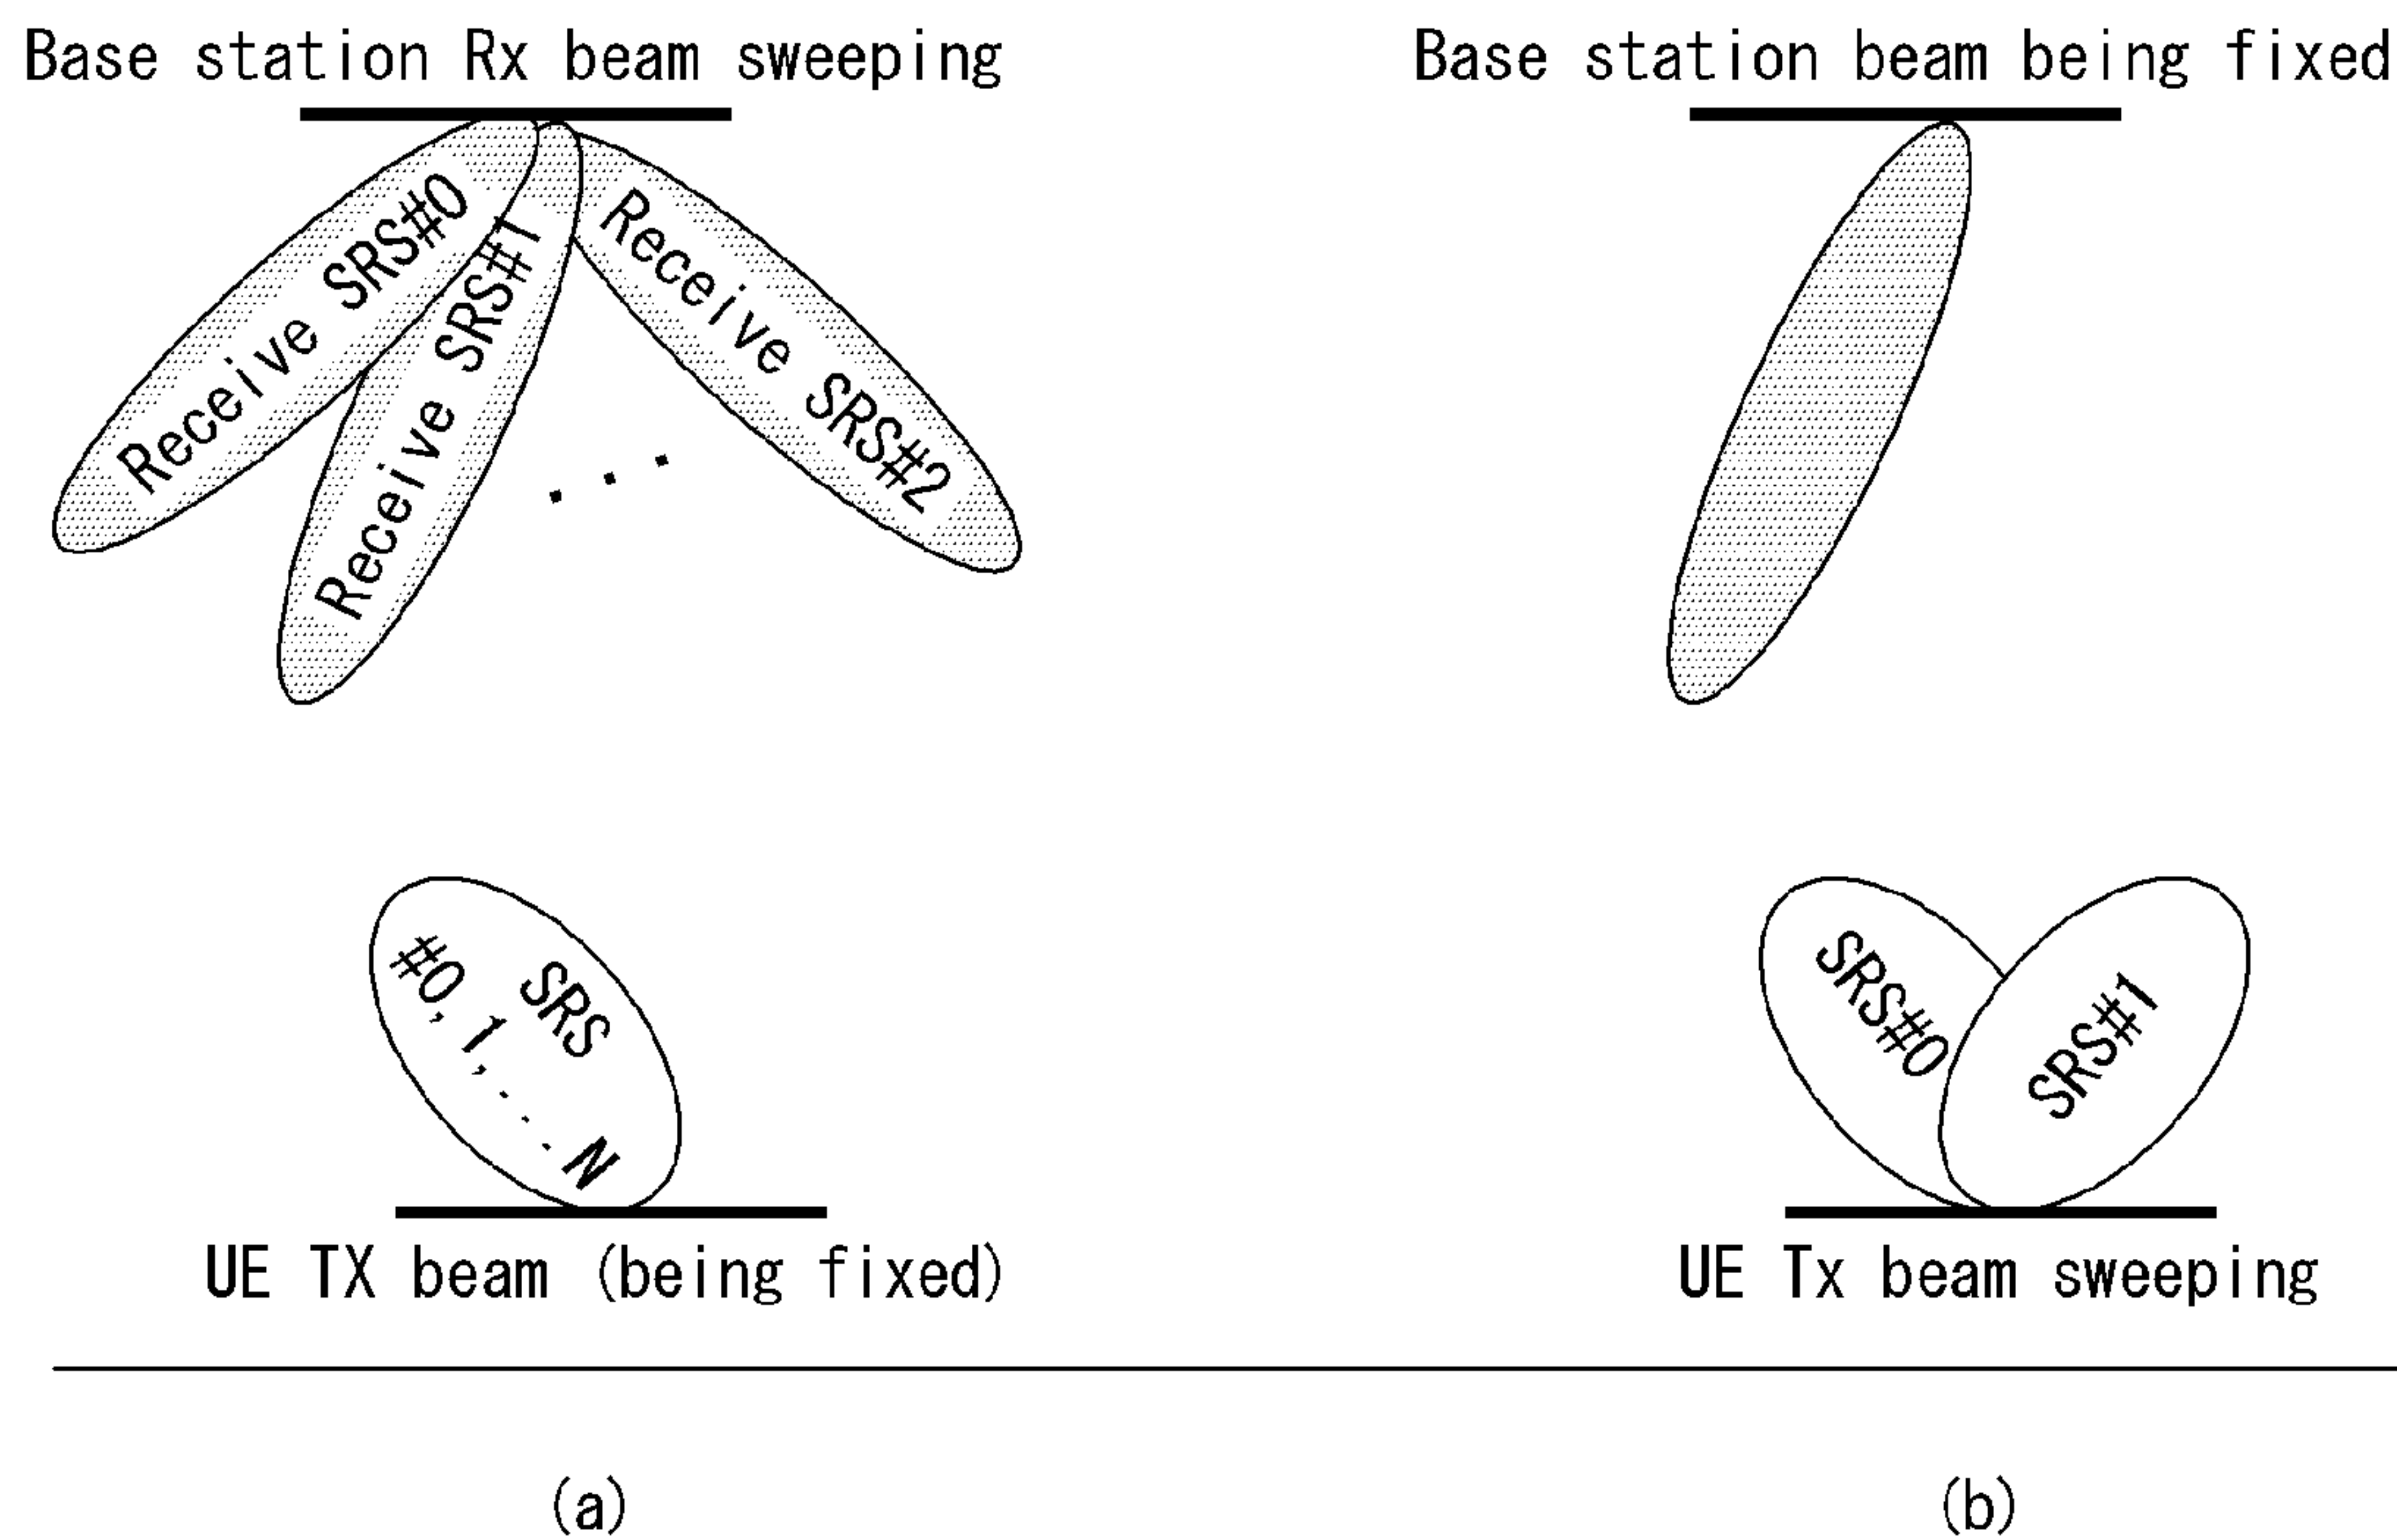 Base station Rx beam sweeping
Receive SRS#0
Receive SRS#1
Receive SRS#2
...
SRS
#0, 1, ...N
UE TX beam (being fixed)
(a)
Base station beam being fixed
SRS#0
SRS#1
UE Tx beam sweeping
(b)